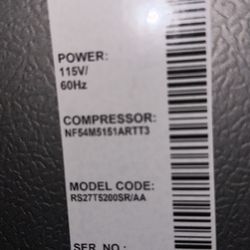 POWER:
115V/
60Hz
COMPRESSOR:
NF54M5151ARTT3
MODEL CODE:
RS27T5200SR/AA
SER. NO.: